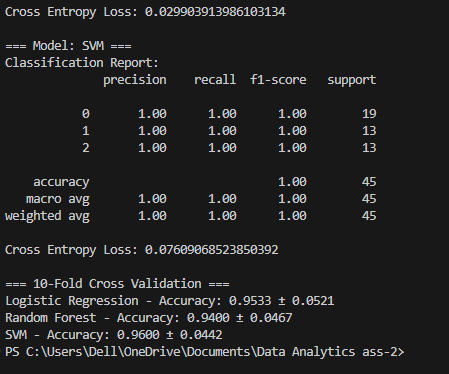 Cross Entropy Loss: 0.029903913986103134
=== Model: SVM ===
Classification Report:
precision recall f1-score support
0 1.00 1.00 1.00 19
1 1.00 1.00 1.00 13
2 1.00 1.00 1.00 13
accuracy 1.00 45
macro avg 1.00 1.00 1.00 45
weighted avg 1.00 1.00 1.00 45
Cross Entropy Loss: 0.07609068523850392
=== 10-Fold Cross Validation ===
Logistic Regression - Accuracy: 0.9533 ± 0.0521
Random Forest - Accuracy: 0.9400 ± 0.0467
SVM - Accuracy: 0.9600 ± 0.0442
PS C:\Users\Dell\OneDrive\Documents\Data Analytics ass-2>